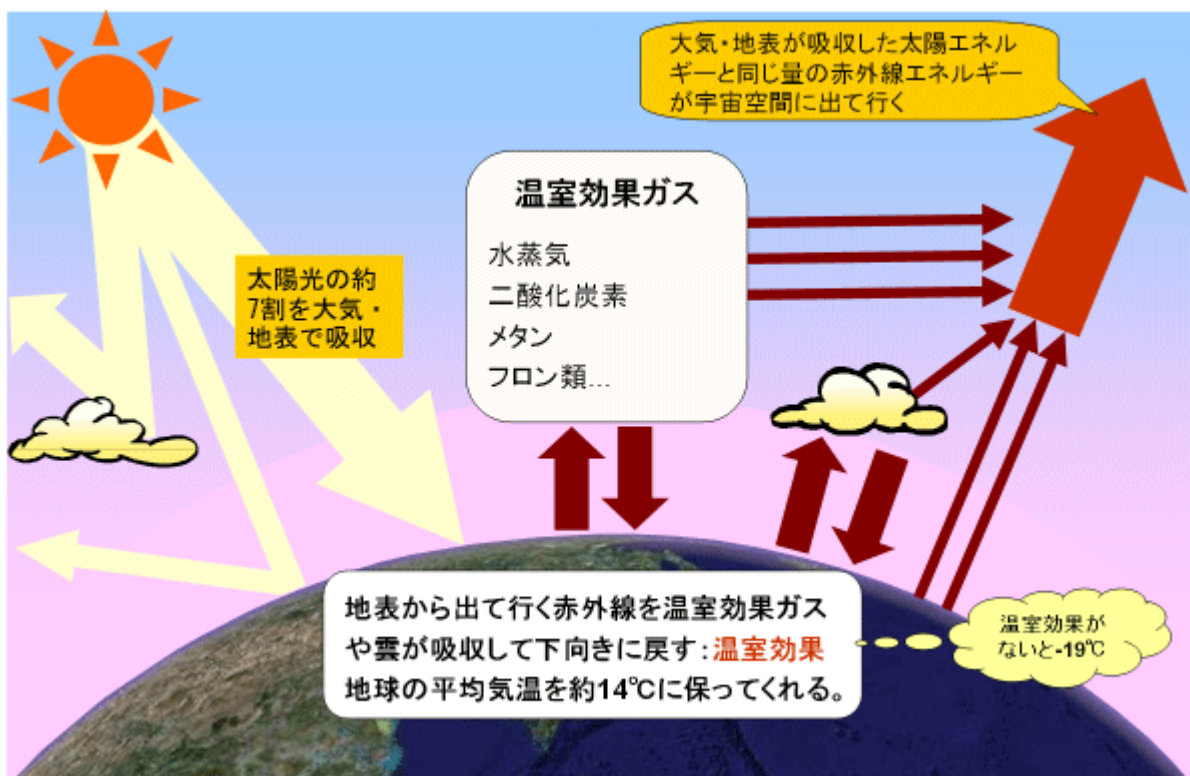 大気・地表が吸収した太陽エネル
ギーと同じ量の赤外線エネルギー
が宇宙空間に出て行く
温室効果ガス
水蒸気
二酸化炭素
メタン
フロン類…
太陽光の約
7割を大気・
地表で吸収
地表から出て行く赤外線を温室効果ガス
や雲が吸収して下向きに戻す：温室効果
地球の平均気温を約14℃に保ってくれる。
温室効果が
ないと-19℃